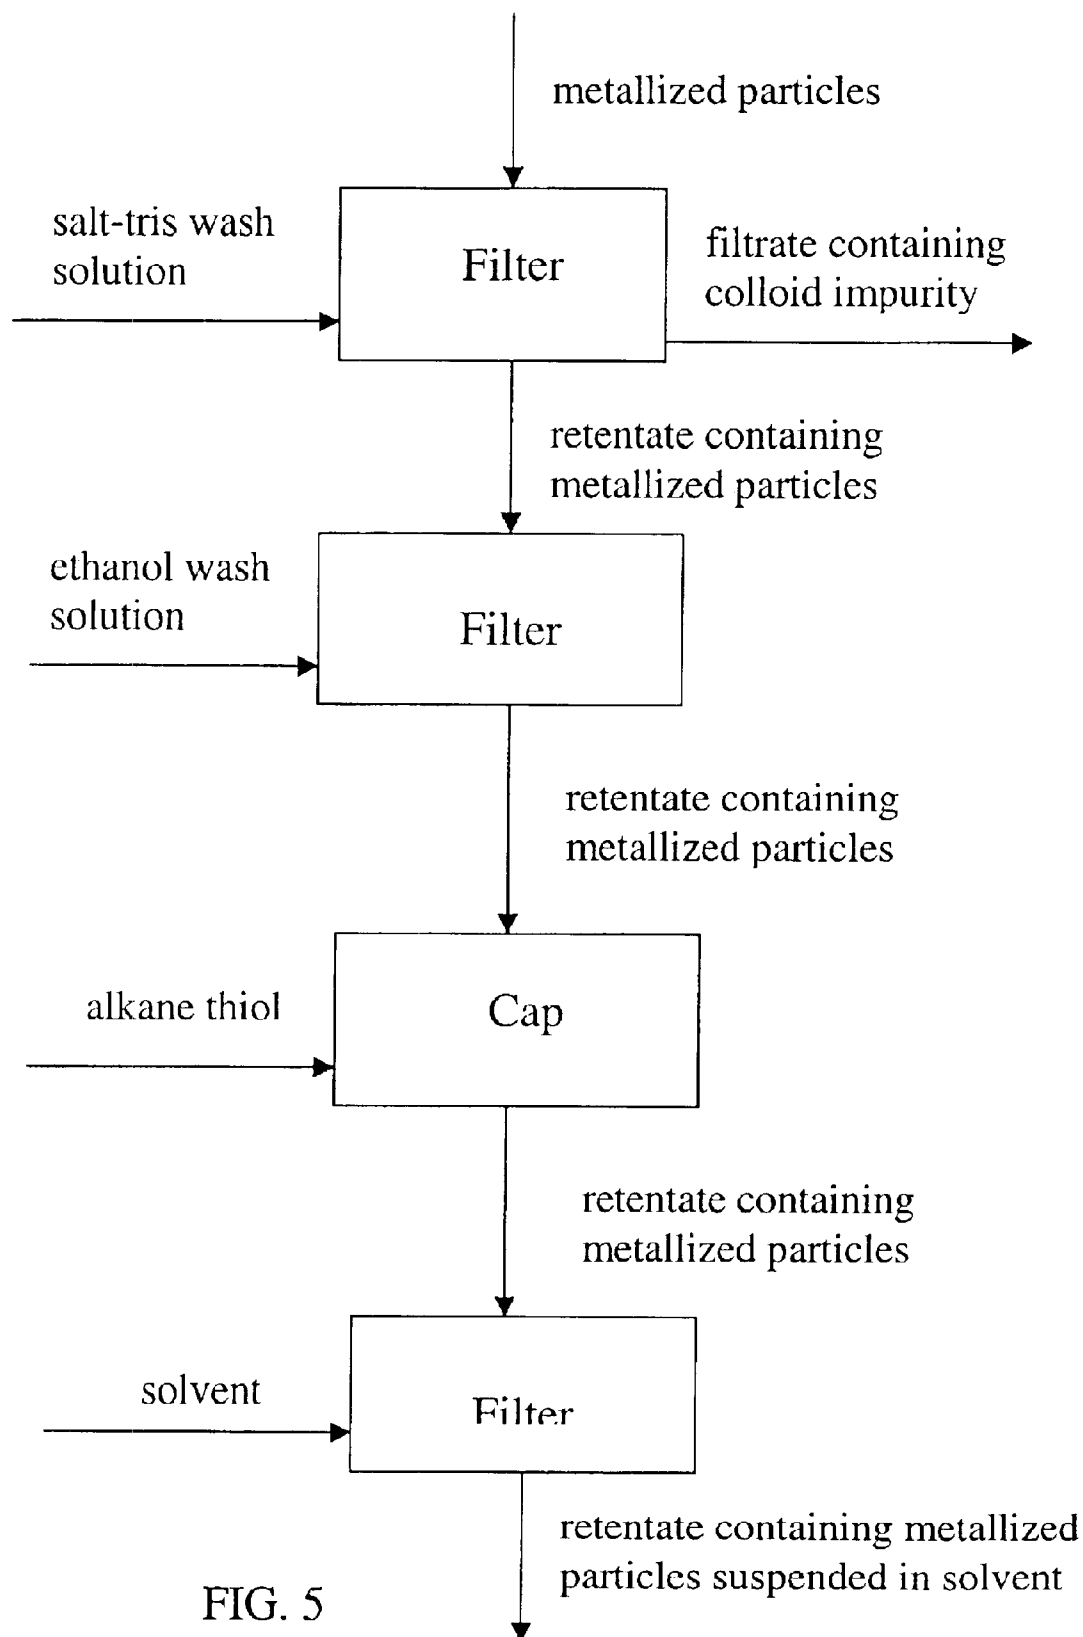 metallized particles
salt-tris wash
solution
Filter
filtrate containing
colloid impurity
retentate containing
metallized particles
ethanol wash
solution
Filter
retentate containing
metallized particles
alkane thiol
Cap
retentate containing
metallized particles
solvent
Filter
retentate containing metallized
particles suspended in solvent
FIG. 5